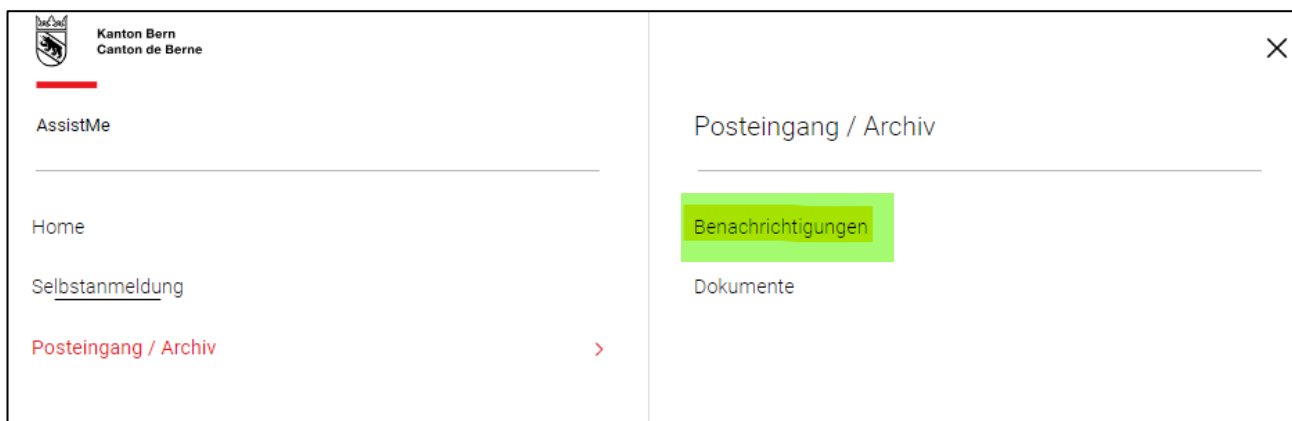 Kanton Bern
Canton de Berne
AssistMe
Home
Selbstanmeldung
Posteingang / Archiv
Posteingang / Archiv
Benachrichtigungen
Dokumente